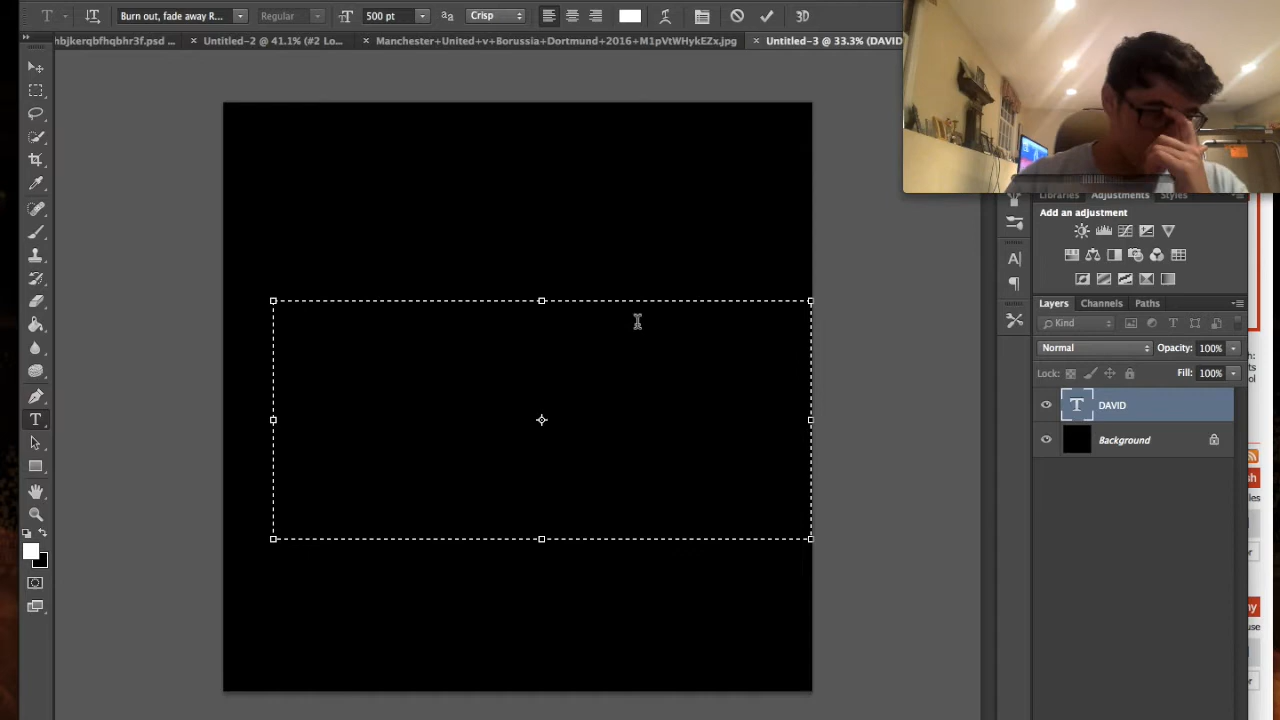 T Burn out, fade away R... Regular 500 pt aa Crisp 3D
hbjkerqbfhqbhr3f.psd ... × Untitled-2 @ 41.1% (#2 Lo... × Manchester+United+v+Borussia+Dortmund+2016+M1pVtWHykEZx.jpg × Untitled-3 @ 33.3% (DAVID
Libraries Adjustments Styles
Add an adjustment
Layers Channels Paths
Kind
Normal Opacity: 100%
Lock: Fill: 100%
T DAVID
Background